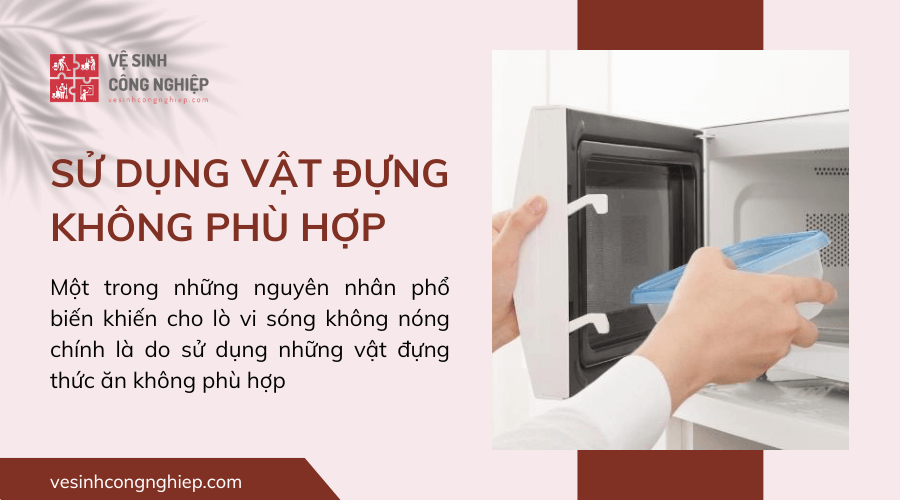 VỆ SINH
CÔNG NGHIỆP
vesinhcongnghiep.com
SỬ DỤNG VẬT ĐỰNG
KHÔNG PHÙ HỢP
Một trong những nguyên nhân phổ
biến khiến cho lò vi sóng không nóng
chính là do sử dụng những vật đựng
thức ăn không phù hợp
vesinhcongnghiep.com